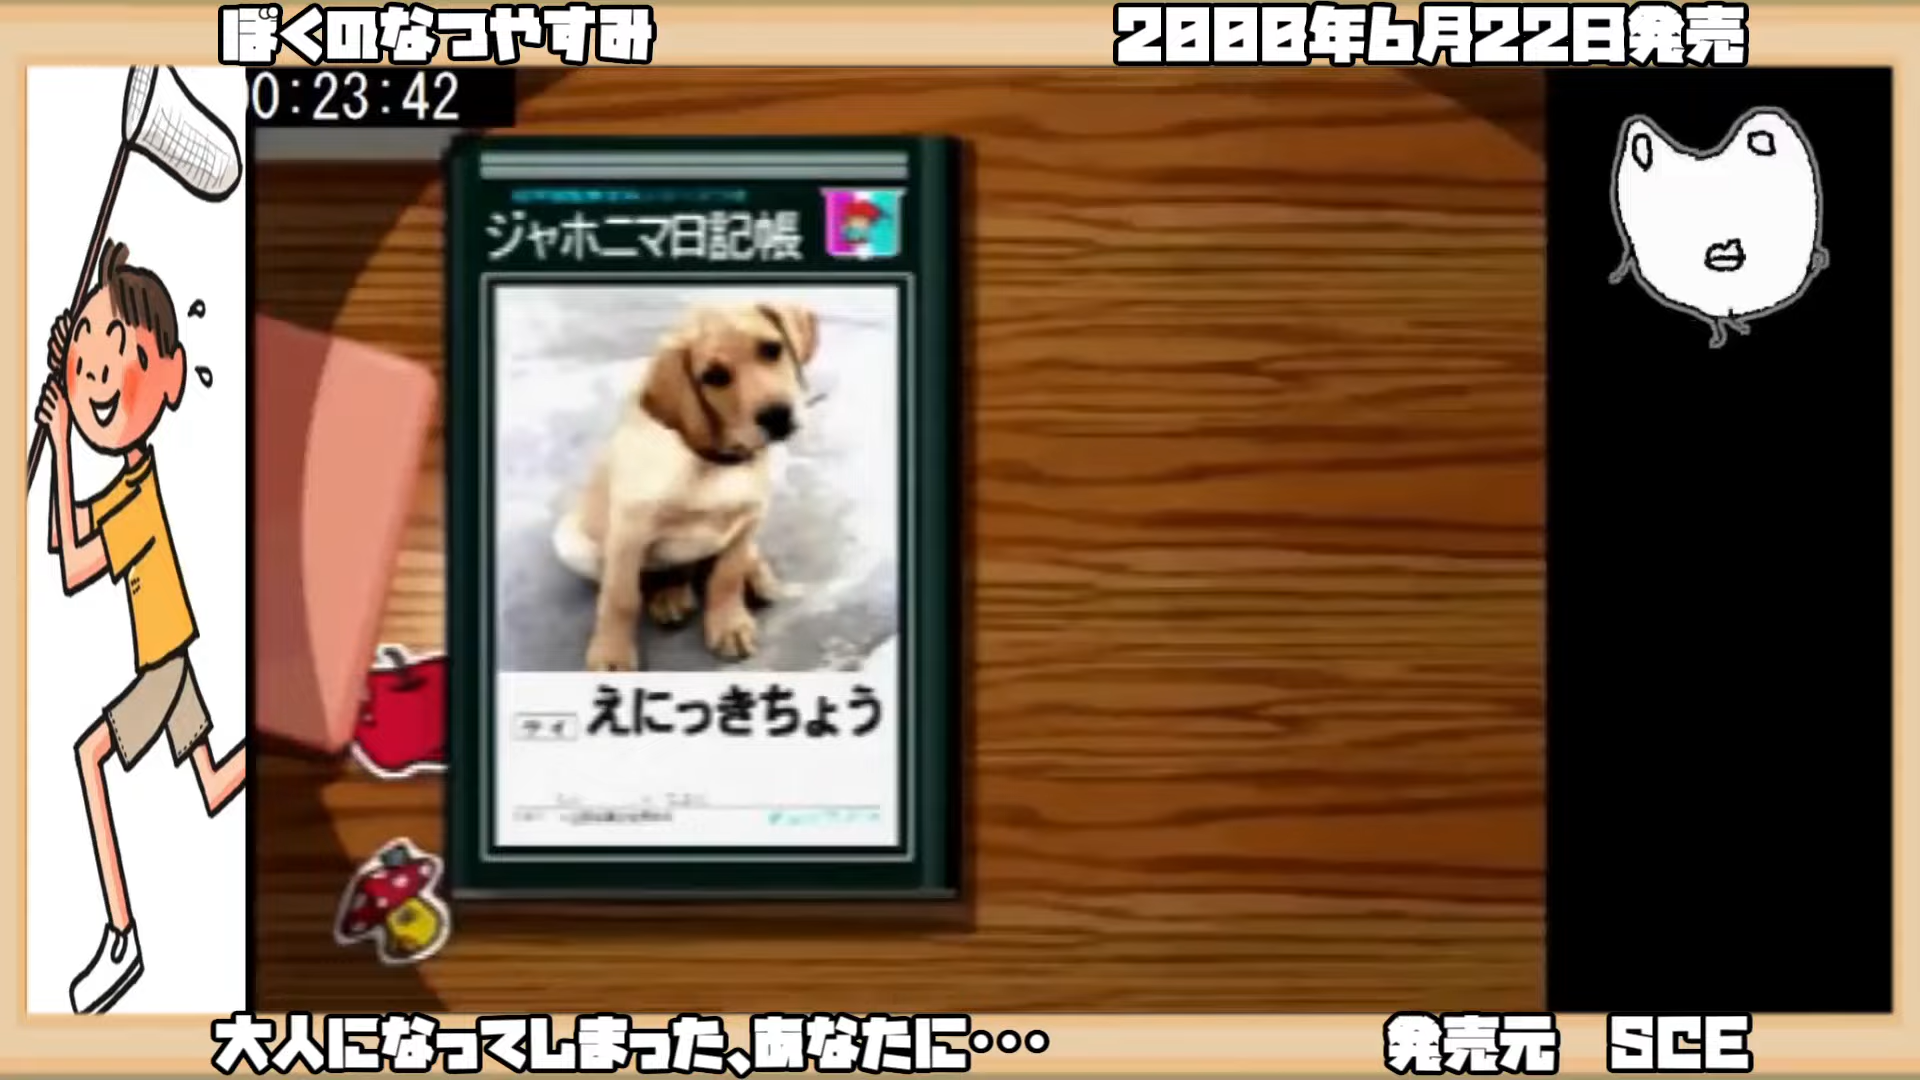 ぼくのなつやすみ
2000年6月22日発売
0:23:42
ジャホニマ日記帳
えにっきちょう
大人になってしまった、あなたに…
発売元 SCE